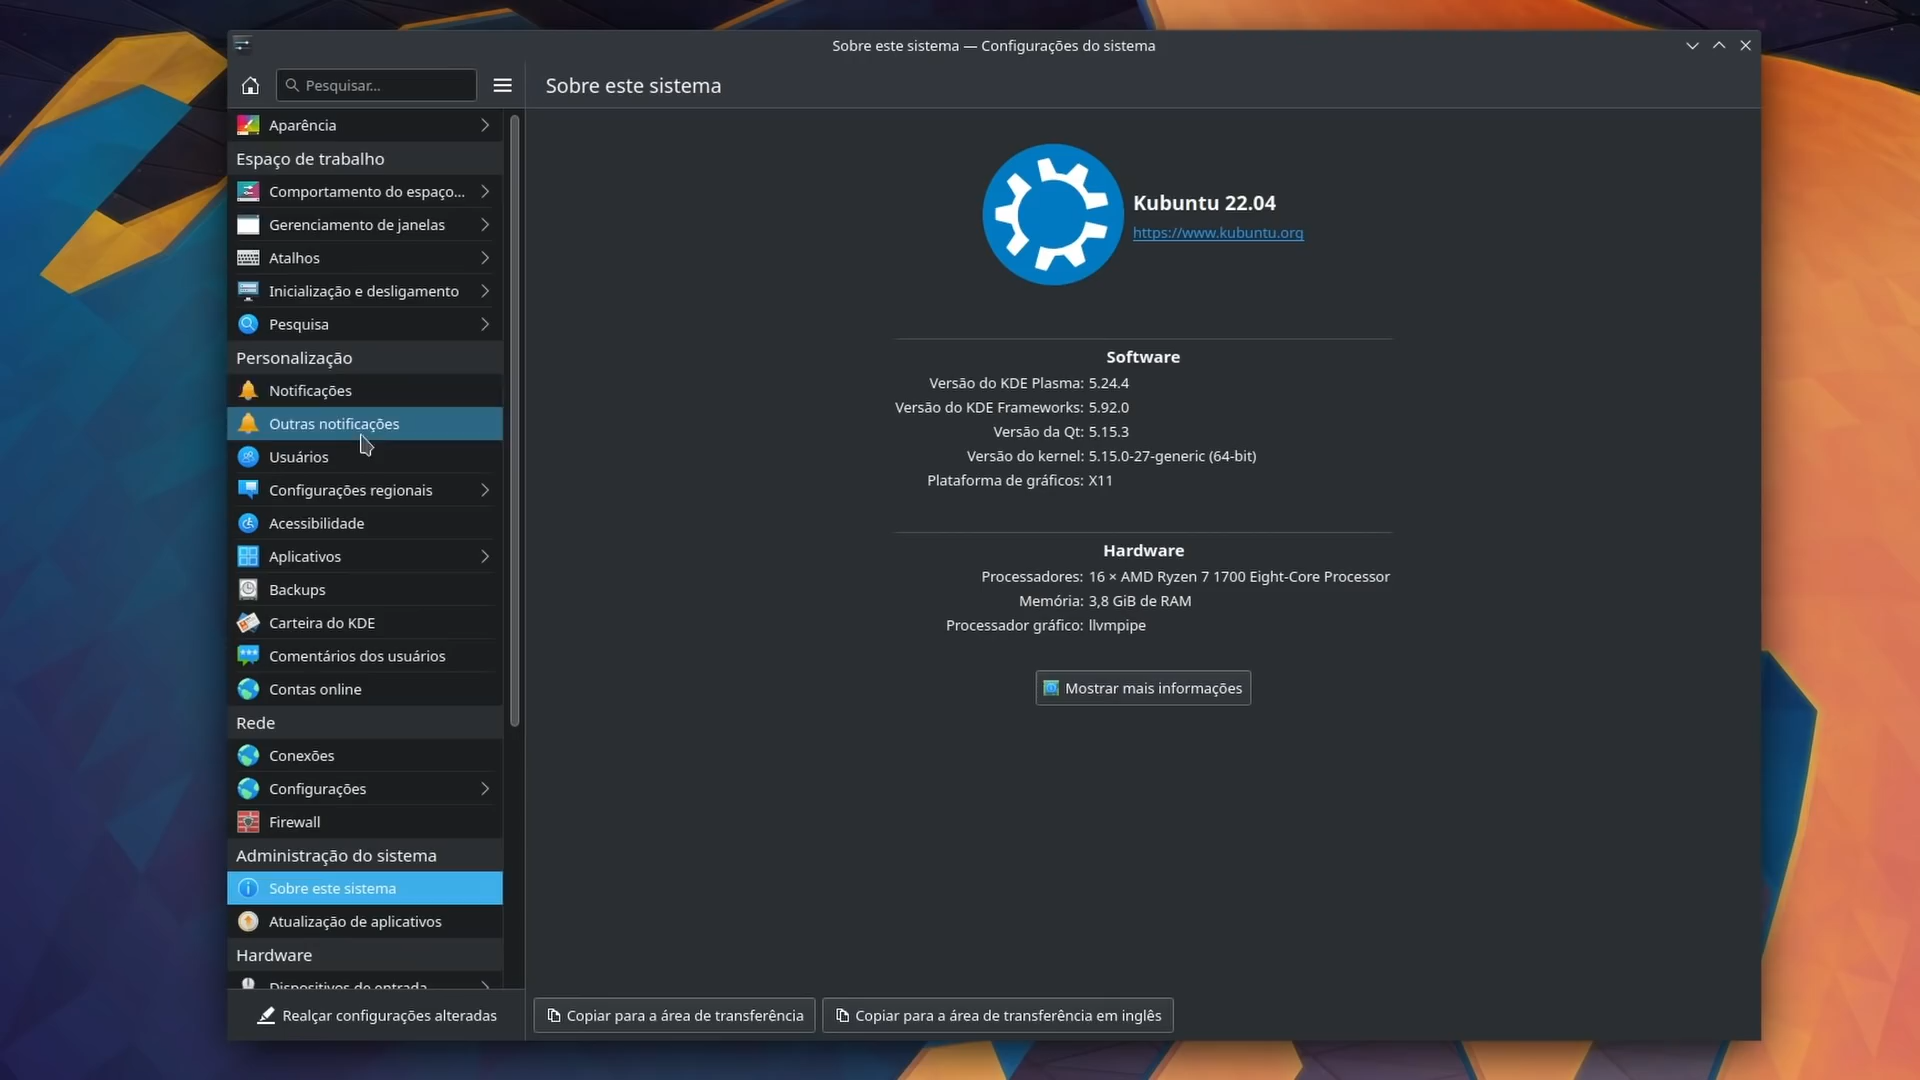 Sobre este sistema — Configurações do sistema
Pesquisar...
Sobre este sistema
Aparência
Espaço de trabalho
Comportamento do espaço...
Gerenciamento de janelas
Atalhos
Inicialização e desligamento
Pesquisa
Personalização
Notificações
Outras notificações
Usuários
Configurações regionais
Acessibilidade
Aplicativos
Backups
Carteira do KDE
Comentários dos usuários
Contas online
Rede
Conexões
Configurações
Firewall
Administração do sistema
Sobre este sistema
Atualização de aplicativos
Hardware
Dispositivos de entrada
Realçar configurações alteradas
Kubuntu 22.04
https://www.kubuntu.org
Software
Versão do KDE Plasma: 5.24.4
Versão do KDE Frameworks: 5.92.0
Versão da Qt: 5.15.3
Versão do kernel: 5.15.0-27-generic (64-bit)
Plataforma de gráficos: X11
Hardware
Processadores: 16 × AMD Ryzen 7 1700 Eight-Core Processor
Memória: 3,8 GiB de RAM
Processador gráfico: llvmpipe
Mostrar mais informações
Copiar para a área de transferência
Copiar para a área de transferência em inglês